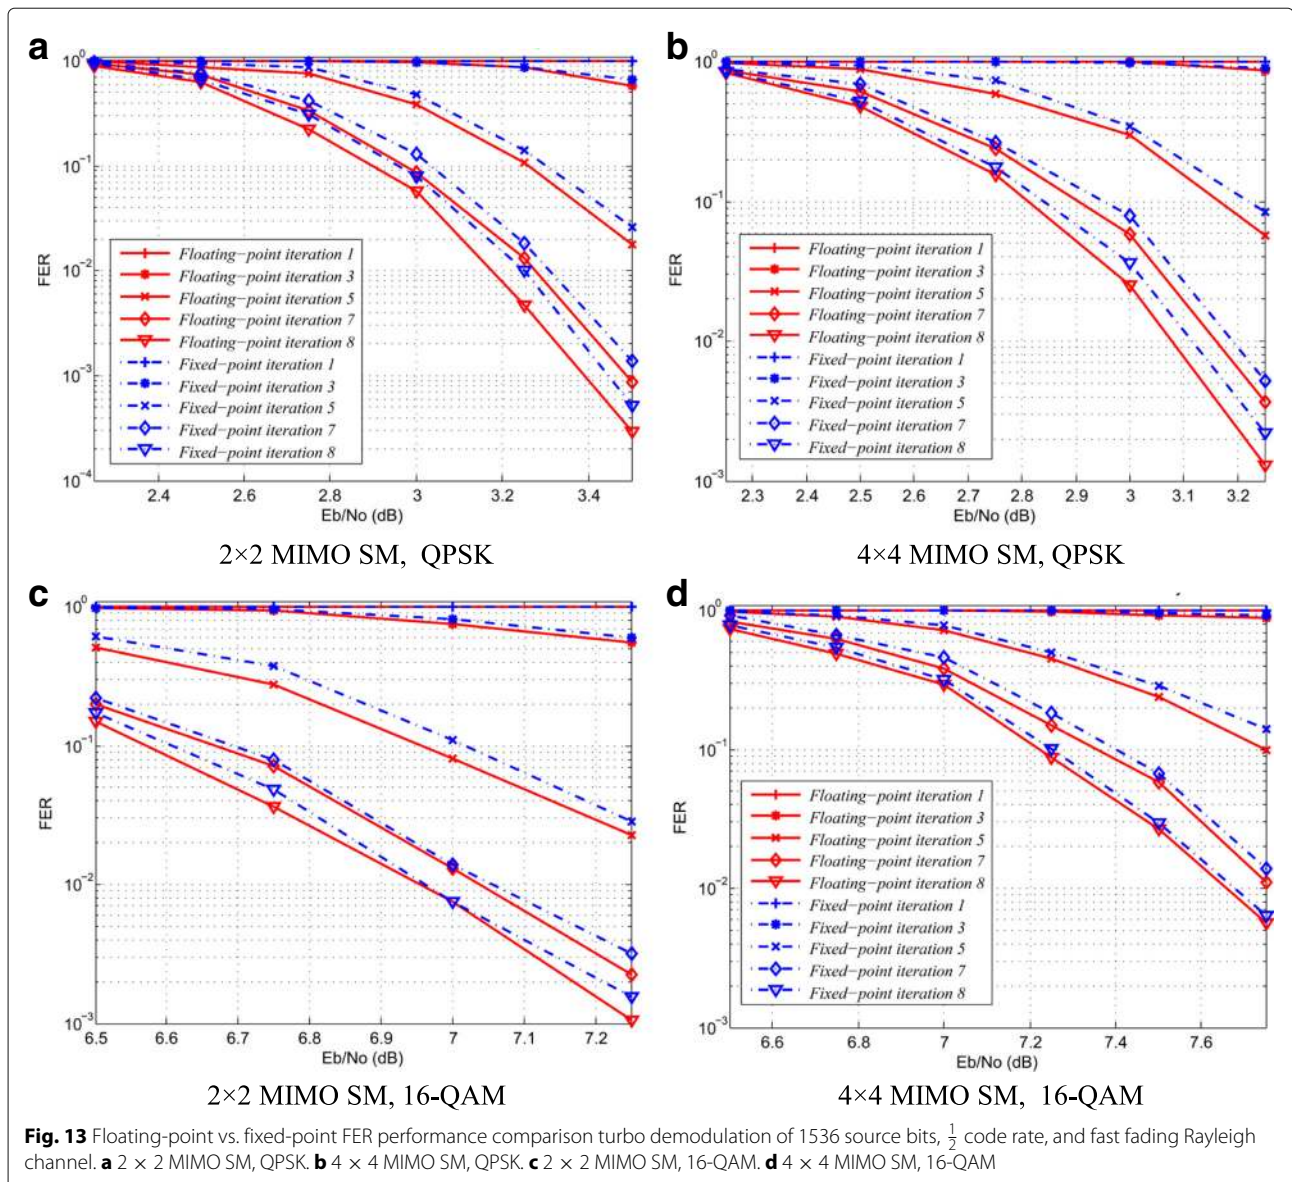 a
10^0
10^-1
10^-2
10^-3
10^-4
FER
Floating-point iteration 1
Floating-point iteration 3
Floating-point iteration 5
Floating-point iteration 7
Floating-point iteration 8
Fixed-point iteration 1
Fixed-point iteration 3
Fixed-point iteration 5
Fixed-point iteration 7
Fixed-point iteration 8
2.4 2.6 2.8 3 3.2 3.4
Eb/No (dB)
2×2 MIMO SM, QPSK
b
10^0
10^-1
10^-2
10^-3
FER
Floating-point iteration 1
Floating-point iteration 3
Floating-point iteration 5
Floating-point iteration 7
Floating-point iteration 8
Fixed-point iteration 1
Fixed-point iteration 3
Fixed-point iteration 5
Fixed-point iteration 7
Fixed-point iteration 8
2.3 2.4 2.5 2.6 2.7 2.8 2.9 3 3.1 3.2
Eb/No (dB)
4×4 MIMO SM, QPSK
c
10^0
10^-1
10^-2
10^-3
FER
6.5 6.6 6.7 6.8 6.9 7 7.1 7.2
Eb/No (dB)
2×2 MIMO SM, 16-QAM
d
10^0
10^-1
10^-2
10^-3
FER
Floating-point iteration 1
Floating-point iteration 3
Floating-point iteration 5
Floating-point iteration 7
Floating-point iteration 8
Fixed-point iteration 1
Fixed-point iteration 3
Fixed-point iteration 5
Fixed-point iteration 7
Fixed-point iteration 8
6.6 6.8 7 7.2 7.4 7.6
Eb/No (dB)
4×4 MIMO SM, 16-QAM
Fig. 13 Floating-point vs. fixed-point FER performance comparison turbo demodulation of 1536 source bits, 1/2 code rate, and fast fading Rayleigh
channel. a 2 × 2 MIMO SM, QPSK. b 4 × 4 MIMO SM, QPSK. c 2 × 2 MIMO SM, 16-QAM. d 4 × 4 MIMO SM, 16-QAM